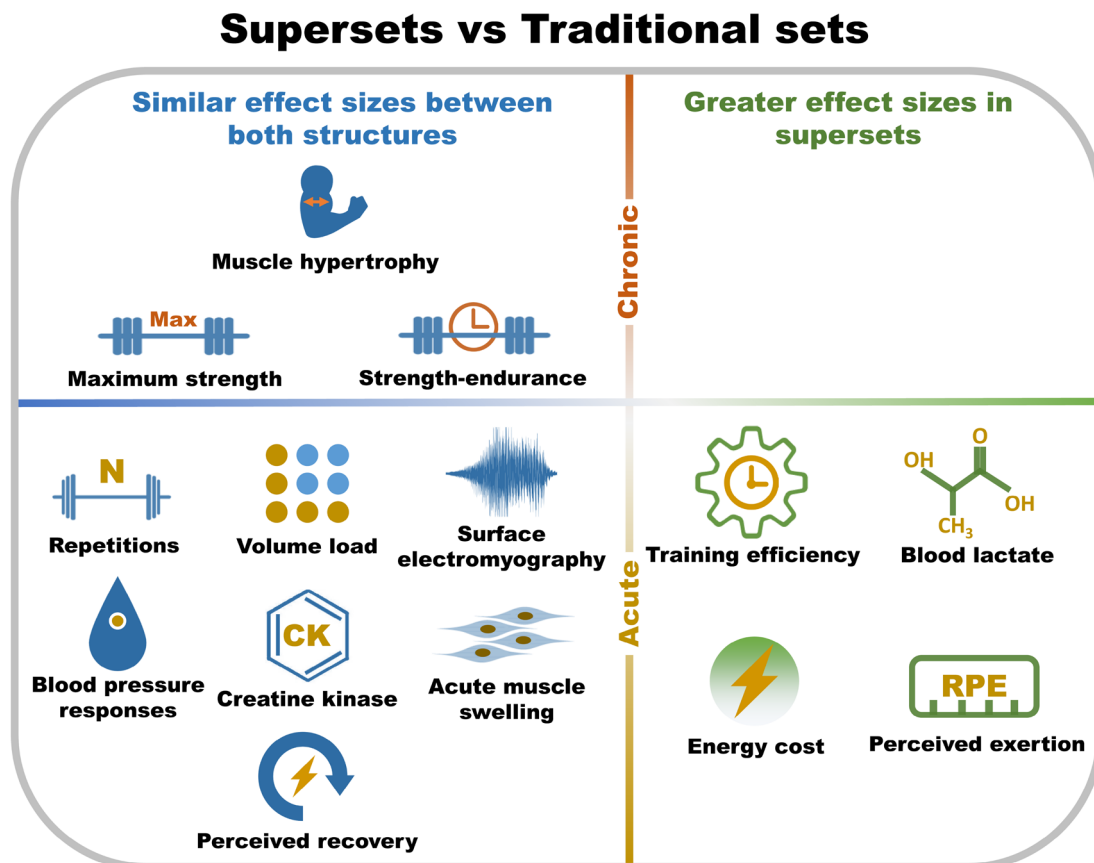 Supersets vs Traditional sets
Similar effect sizes between
both structures
Greater effect sizes in
supersets
Muscle hypertrophy
Max
Maximum strength
Strength-endurance
Chronic
N
Repetitions
Volume load
Surface
electromyography
Blood pressure
responses
CK
Creatine kinase
Acute muscle
swelling
Perceived recovery
Acute
Training efficiency
OH
O
OH
CH₃
Blood lactate
Energy cost
RPE
Perceived exertion